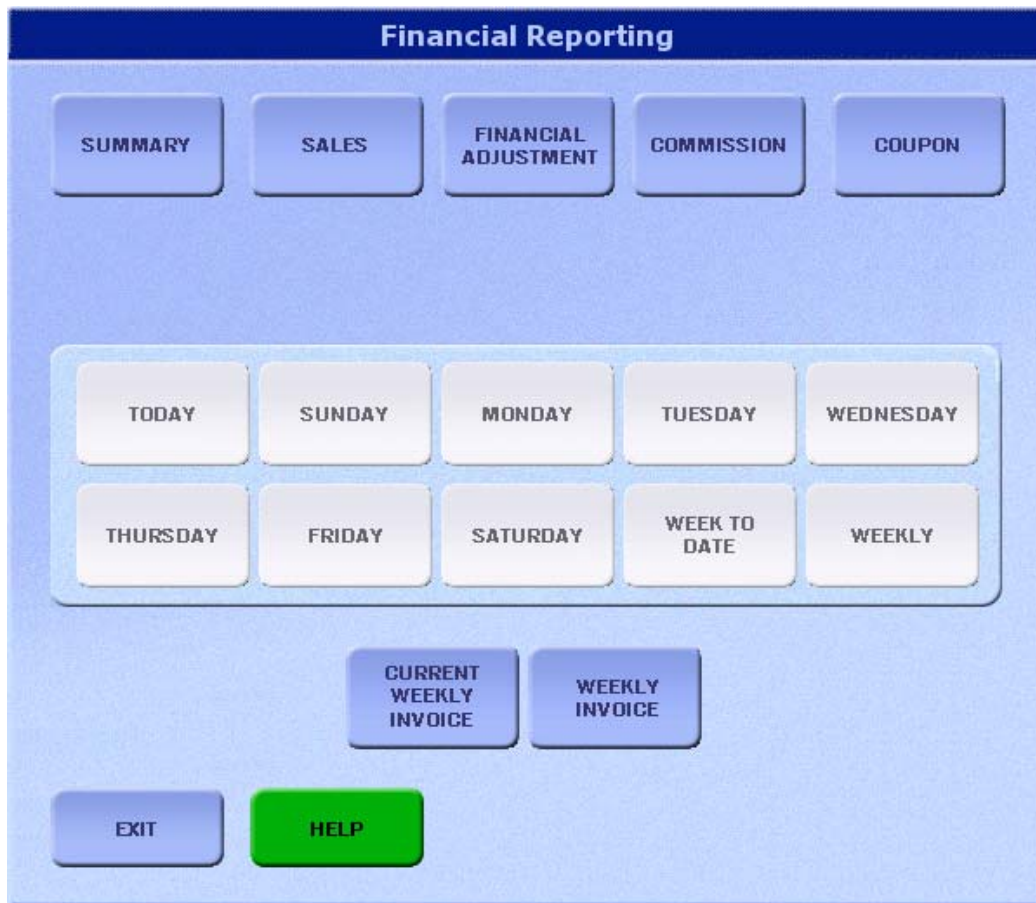 Financial Reporting
SUMMARY
SALES
FINANCIAL
ADJUSTMENT
COMMISSION
COUPON
TODAY
SUNDAY
MONDAY
TUESDAY
WEDNESDAY
THURSDAY
FRIDAY
SATURDAY
WEEK TO
DATE
WEEKLY
CURRENT
WEEKLY
INVOICE
WEEKLY
INVOICE
EXIT
HELP